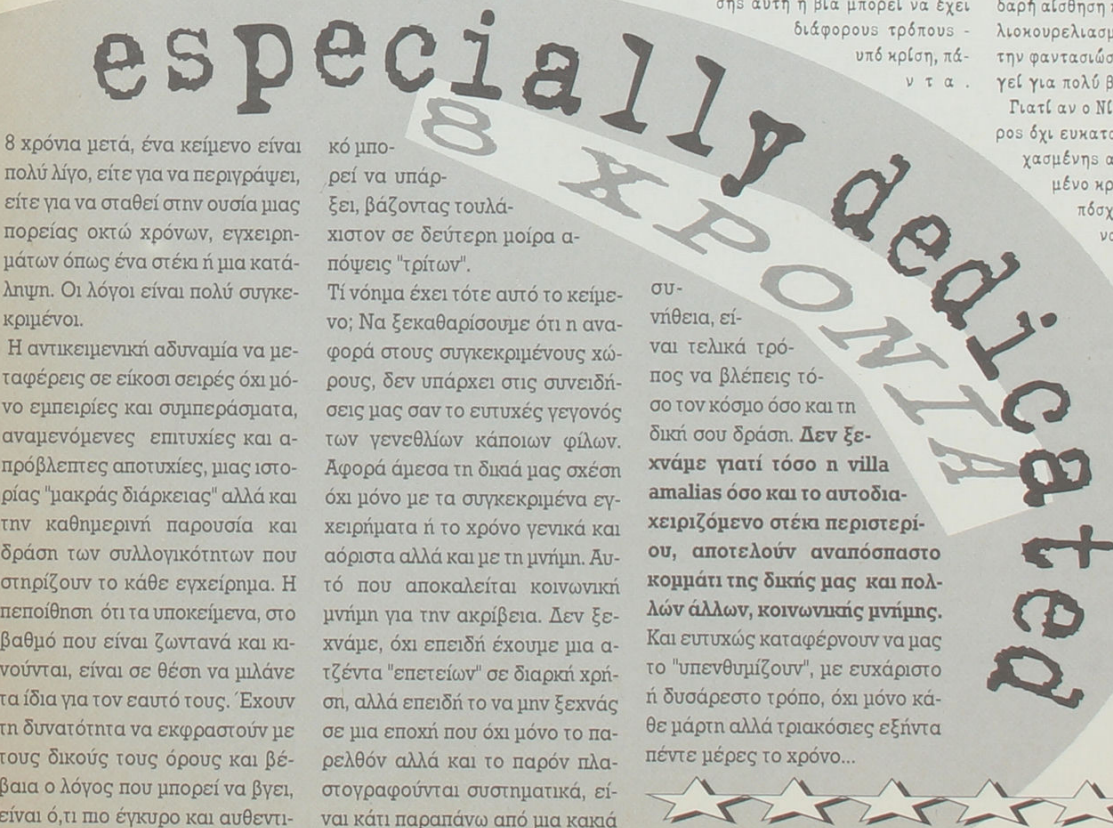 especially dedicated
8 ΧΡΟΝΙΑ
8 χρόνια μετά, ένα κείμενο είναι
πολύ λίγο, είτε για να περιγράψει,
είτε για να σταθεί στην ουσία μιας
πορείας οκτώ χρόνων, εγχειρη-
μάτων όπως ένα στέκι ή μια κατά-
ληψη. Οι λόγοι είναι πολύ συγκε-
κριμένοι.
Η αντικειμενική αδυναμία να με-
ταφέρεις σε είκοσι σειρές όχι μό-
νο εμπειρίες και συμπεράσματα,
αναμενόμενες επιτυχίες και α-
πρόβλεπτες αποτυχίες, μιας ιστο-
ρίας "μακράς διάρκειας" αλλά και
την καθημερινή παρουσία και
δράση των συλλογικότητων που
στηρίζουν το κάθε εγχείρημα. Η
πεποίθηση ότι τα υποκείμενα, στο
βαθμό που είναι ζωντανά και κι-
νούνται, είναι σε θέση να μιλάνε
τα ίδια για τον εαυτό τους. Έχουν
τη δυνατότητα να εκφραστούν με
τους δικούς τους όρους και βέ-
βαια ο λόγος που μπορεί να βγει,
είναι ό,τι πιο έγκυρο και αυθεντι-
κό μπο-
ρεί να υπάρ-
ξει, βάζοντας τουλά-
χιστον σε δεύτερη μοίρα α-
πόψεις "τρίτων".
Τί νόημα έχει τότε αυτό το κείμε-
νο; Να ξεκαθαρίσουμε ότι η ανα-
φορά στους συγκεκριμένους χώ-
ρους, δεν υπάρχει στις συνειδή-
σεις μας σαν το ευτυχές γεγονός
των γενεθλίων κάποιων φίλων.
Αφορά άμεσα τη δικιά μας σχέση
όχι μόνο με τα συγκεκριμένα εγ-
χειρήματα ή το χρόνο γενικά και
αόριστα αλλά και με τη μνήμη. Αυ-
τό που αποκαλείται κοινωνική
μνήμη για την ακρίβεια. Δεν ξε-
χνάμε, όχι επειδή έχουμε μια α-
τζέντα "επετείων" σε διαρκή χρή-
ση, αλλά επειδή το να μην ξεχνάς
σε μια εποχή που όχι μόνο το πα-
ρελθόν αλλά και το παρόν πλα-
στογραφούνται συστηματικά, εί-
ναι κάτι παραπάνω από μια κακιά
συ-
νήθεια, εί-
ναι τελικά τρό-
πος να βλέπεις τό-
σο τον κόσμο όσο και τη
δική σου δράση. Δεν ξε-
χνάμε γιατί τόσο η villa
amalias όσο και το αυτοδια-
χειριζόμενο στέκι περιστερί-
ου, αποτελούν αναπόσπαστο
κομμάτι της δικής μας και πολ-
λών άλλων, κοινωνικής μνήμης.
Και ευτυχώς καταφέρνουν να μας
το "υπενθυμίζουν", με ευχάριστο
ή δυσάρεστο τρόπο, όχι μόνο κά-
θε μάρτη αλλά τριακόσιες εξήντα
πέντε μέρες το χρόνο...
σης αυτή η βία μπορεί να έχει
διάφορους τρόπους -
υπό κρίση, πά-
ντα.
αίσθηση
την
γεί για πολύ
Γιατί αν ο
όχι